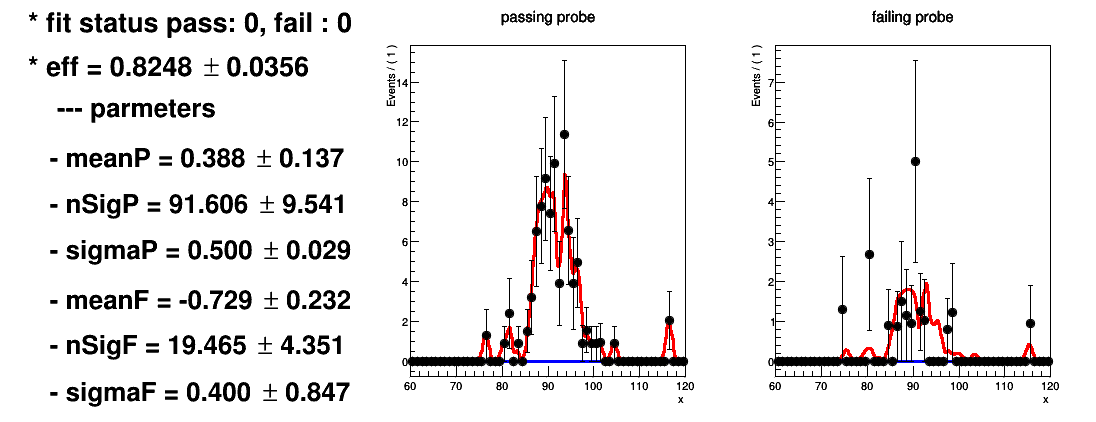 * fit status pass: 0, fail : 0
* eff = 0.8248 ± 0.0356
--- parmeters
- meanP = 0.388 ± 0.137
- nSigP = 91.606 ± 9.541
- sigmaP = 0.500 ± 0.029
- meanF = -0.729 ± 0.232
- nSigF = 19.465 ± 4.351
- sigmaF = 0.400 ± 0.847
passing probe
Events / ( 1 )
14
12
10
8
6
4
2
0
60 70 80 90 100 110 120
x
failing probe
Events / ( 1 )
7
6
5
4
3
2
1
0
60 70 80 90 100 110 120
x